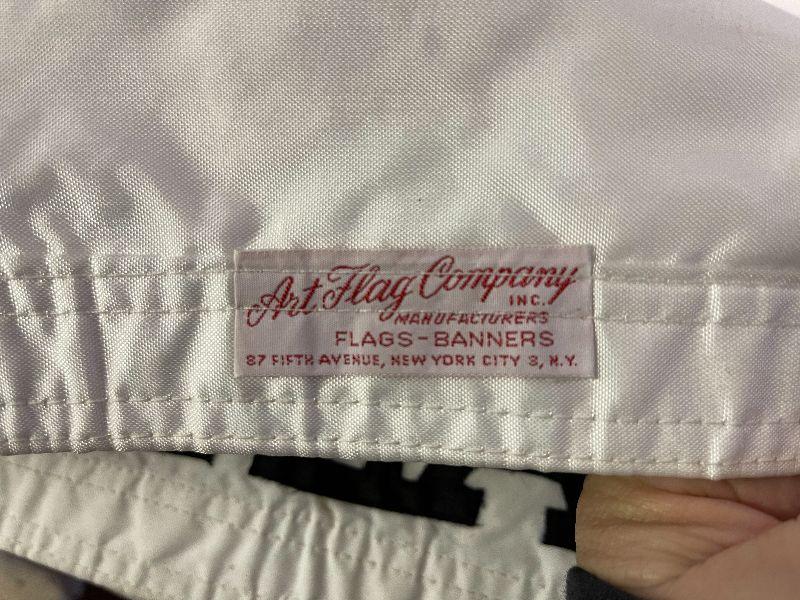 Art Flag Company
INC.
MANUFACTURERS
FLAGS-BANNERS
87 FIFTH AVENUE, NEW YORK CITY 3, N.Y.